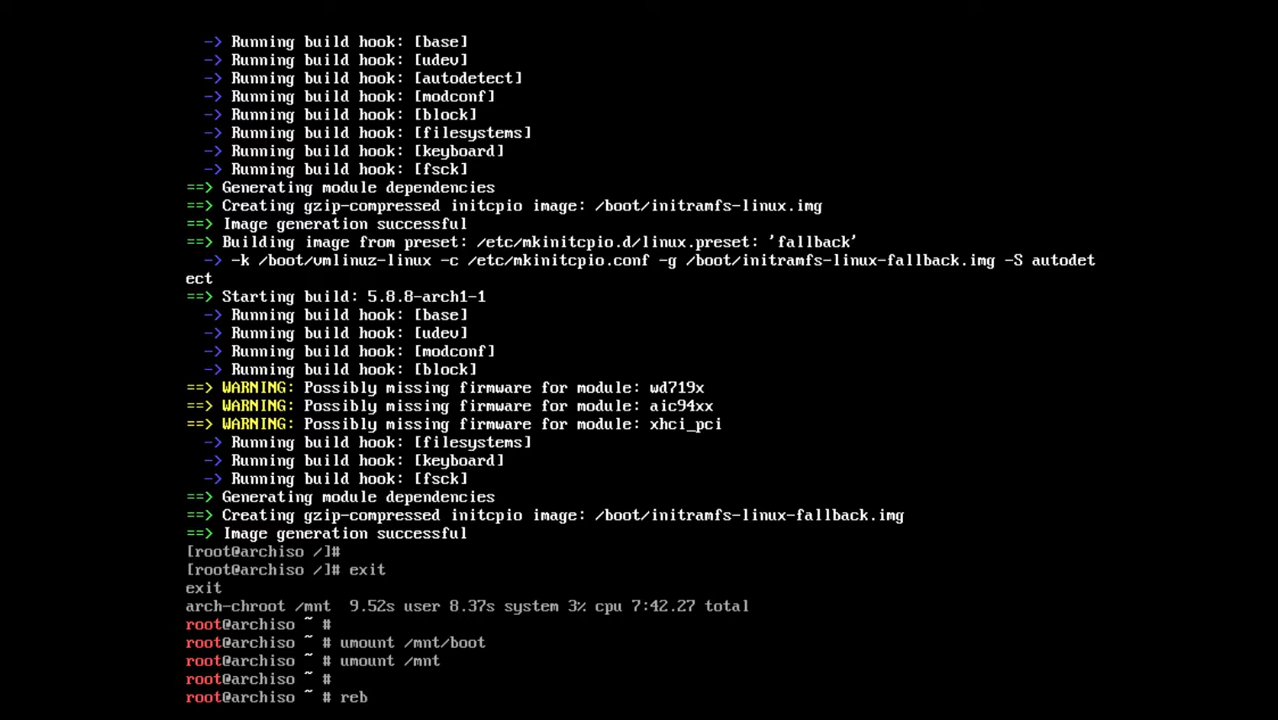 -> Running build hook: [base]
-> Running build hook: [udev]
-> Running build hook: [autodetect]
-> Running build hook: [modconf]
-> Running build hook: [block]
-> Running build hook: [filesystems]
-> Running build hook: [keyboard]
-> Running build hook: [fsck]
==> Generating module dependencies
==> Creating gzip-compressed initcpio image: /boot/initramfs-linux.img
==> Image generation successful
==> Building image from preset: /etc/mkinitcpio.d/linux.preset: 'fallback'
-> -k /boot/vmlinuz-linux -c /etc/mkinitcpio.conf -g /boot/initramfs-linux-fallback.img -S autodet
ect
==> Starting build: 5.8.8-arch1-1
-> Running build hook: [base]
-> Running build hook: [udev]
-> Running build hook: [modconf]
-> Running build hook: [block]
==> WARNING: Possibly missing firmware for module: wd719x
==> WARNING: Possibly missing firmware for module: aic94xx
==> WARNING: Possibly missing firmware for module: xhci_pci
-> Running build hook: [filesystems]
-> Running build hook: [keyboard]
-> Running build hook: [fsck]
==> Generating module dependencies
==> Creating gzip-compressed initcpio image: /boot/initramfs-linux-fallback.img
==> Image generation successful
[root@archiso /]#
[root@archiso /]# exit
exit
arch-chroot /mnt  9.52s user 8.37s system 3% cpu 7:42.27 total
root@archiso ~ #
root@archiso ~ # umount /mnt/boot
root@archiso ~ # umount /mnt
root@archiso ~ #
root@archiso ~ # reb